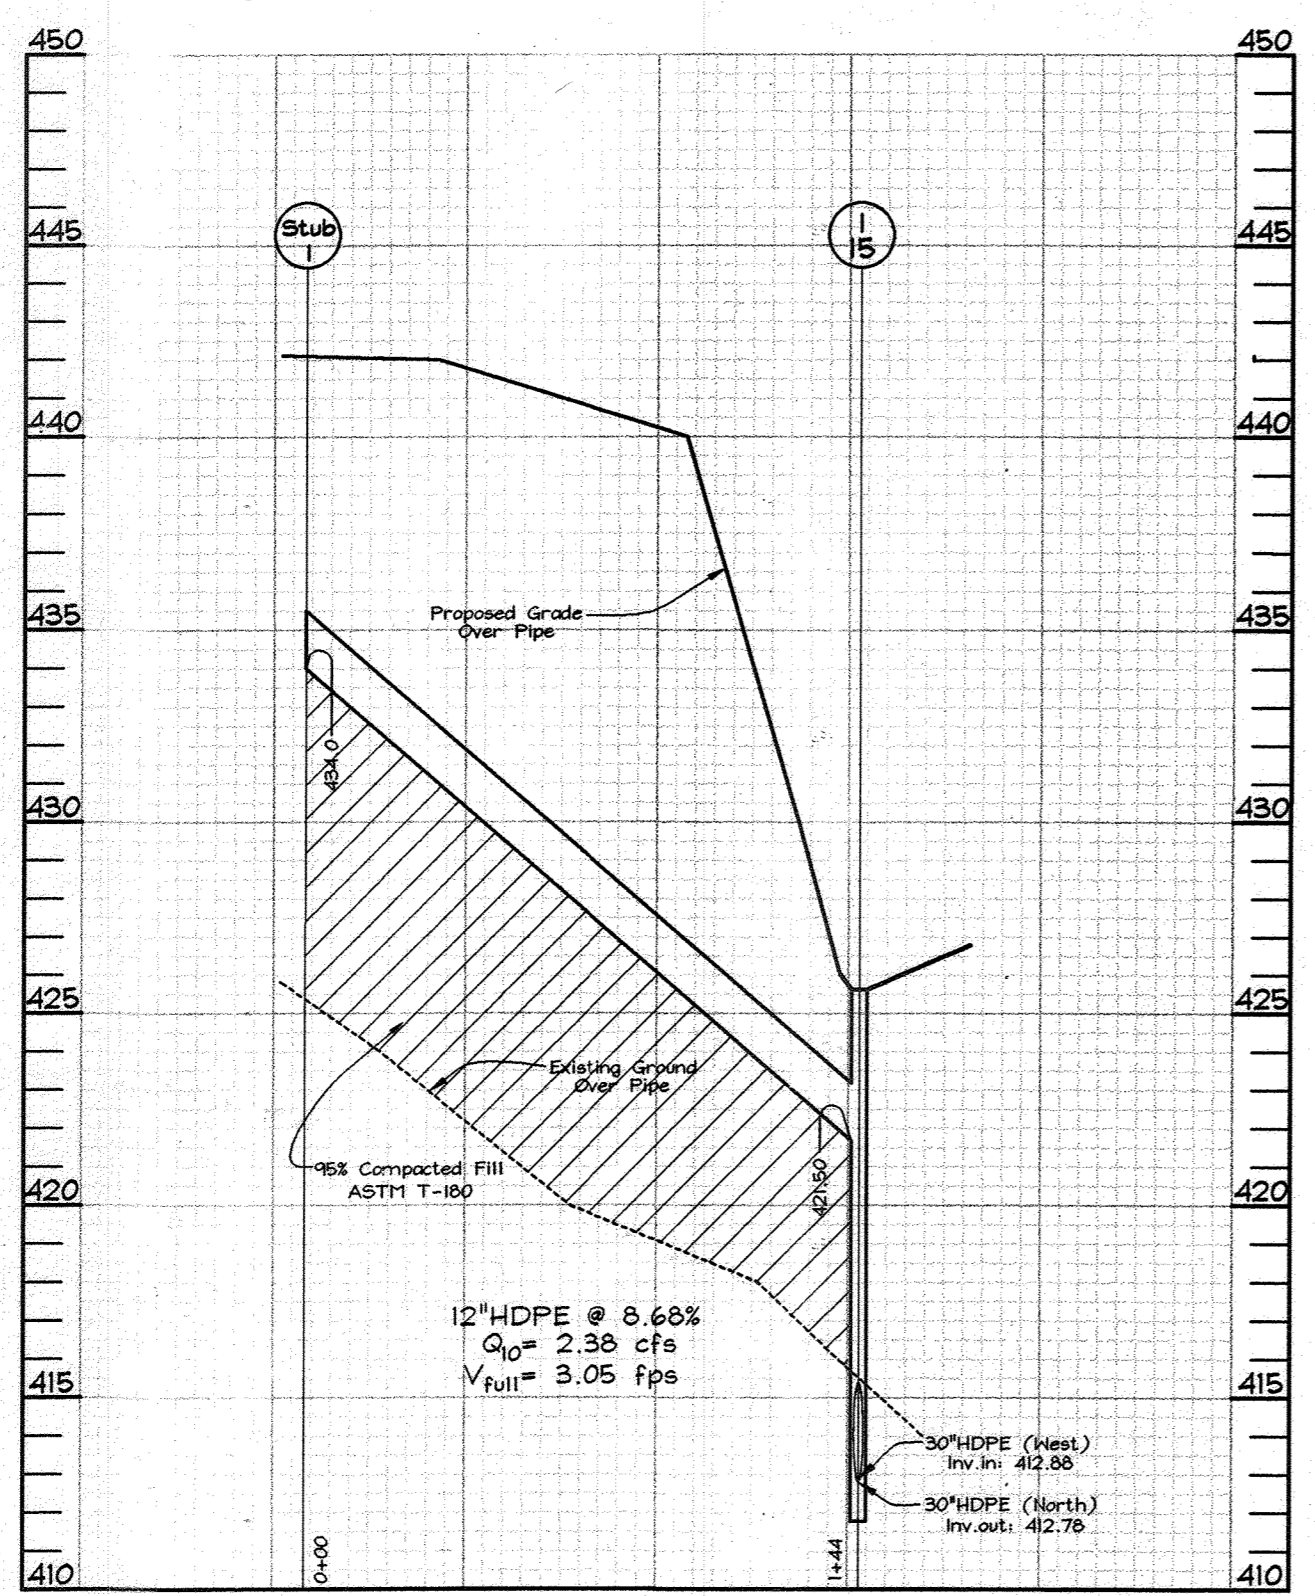 450
450
Stub
1
1
15
445
445
440
440
Proposed Grade
Over Pipe
435
435
434.0
430
430
425
425
Existing Ground
Over Pipe
95% Compacted Fill
ASTM T-180
421.50
420
420
12"HDPE @ 8.68%
Q10= 2.38 cfs
Vfull= 3.05 fps
415
415
30"HDPE (West)
Inv.in: 412.88
30"HDPE (North)
Inv.out: 412.78
0+00
1+44
410
410